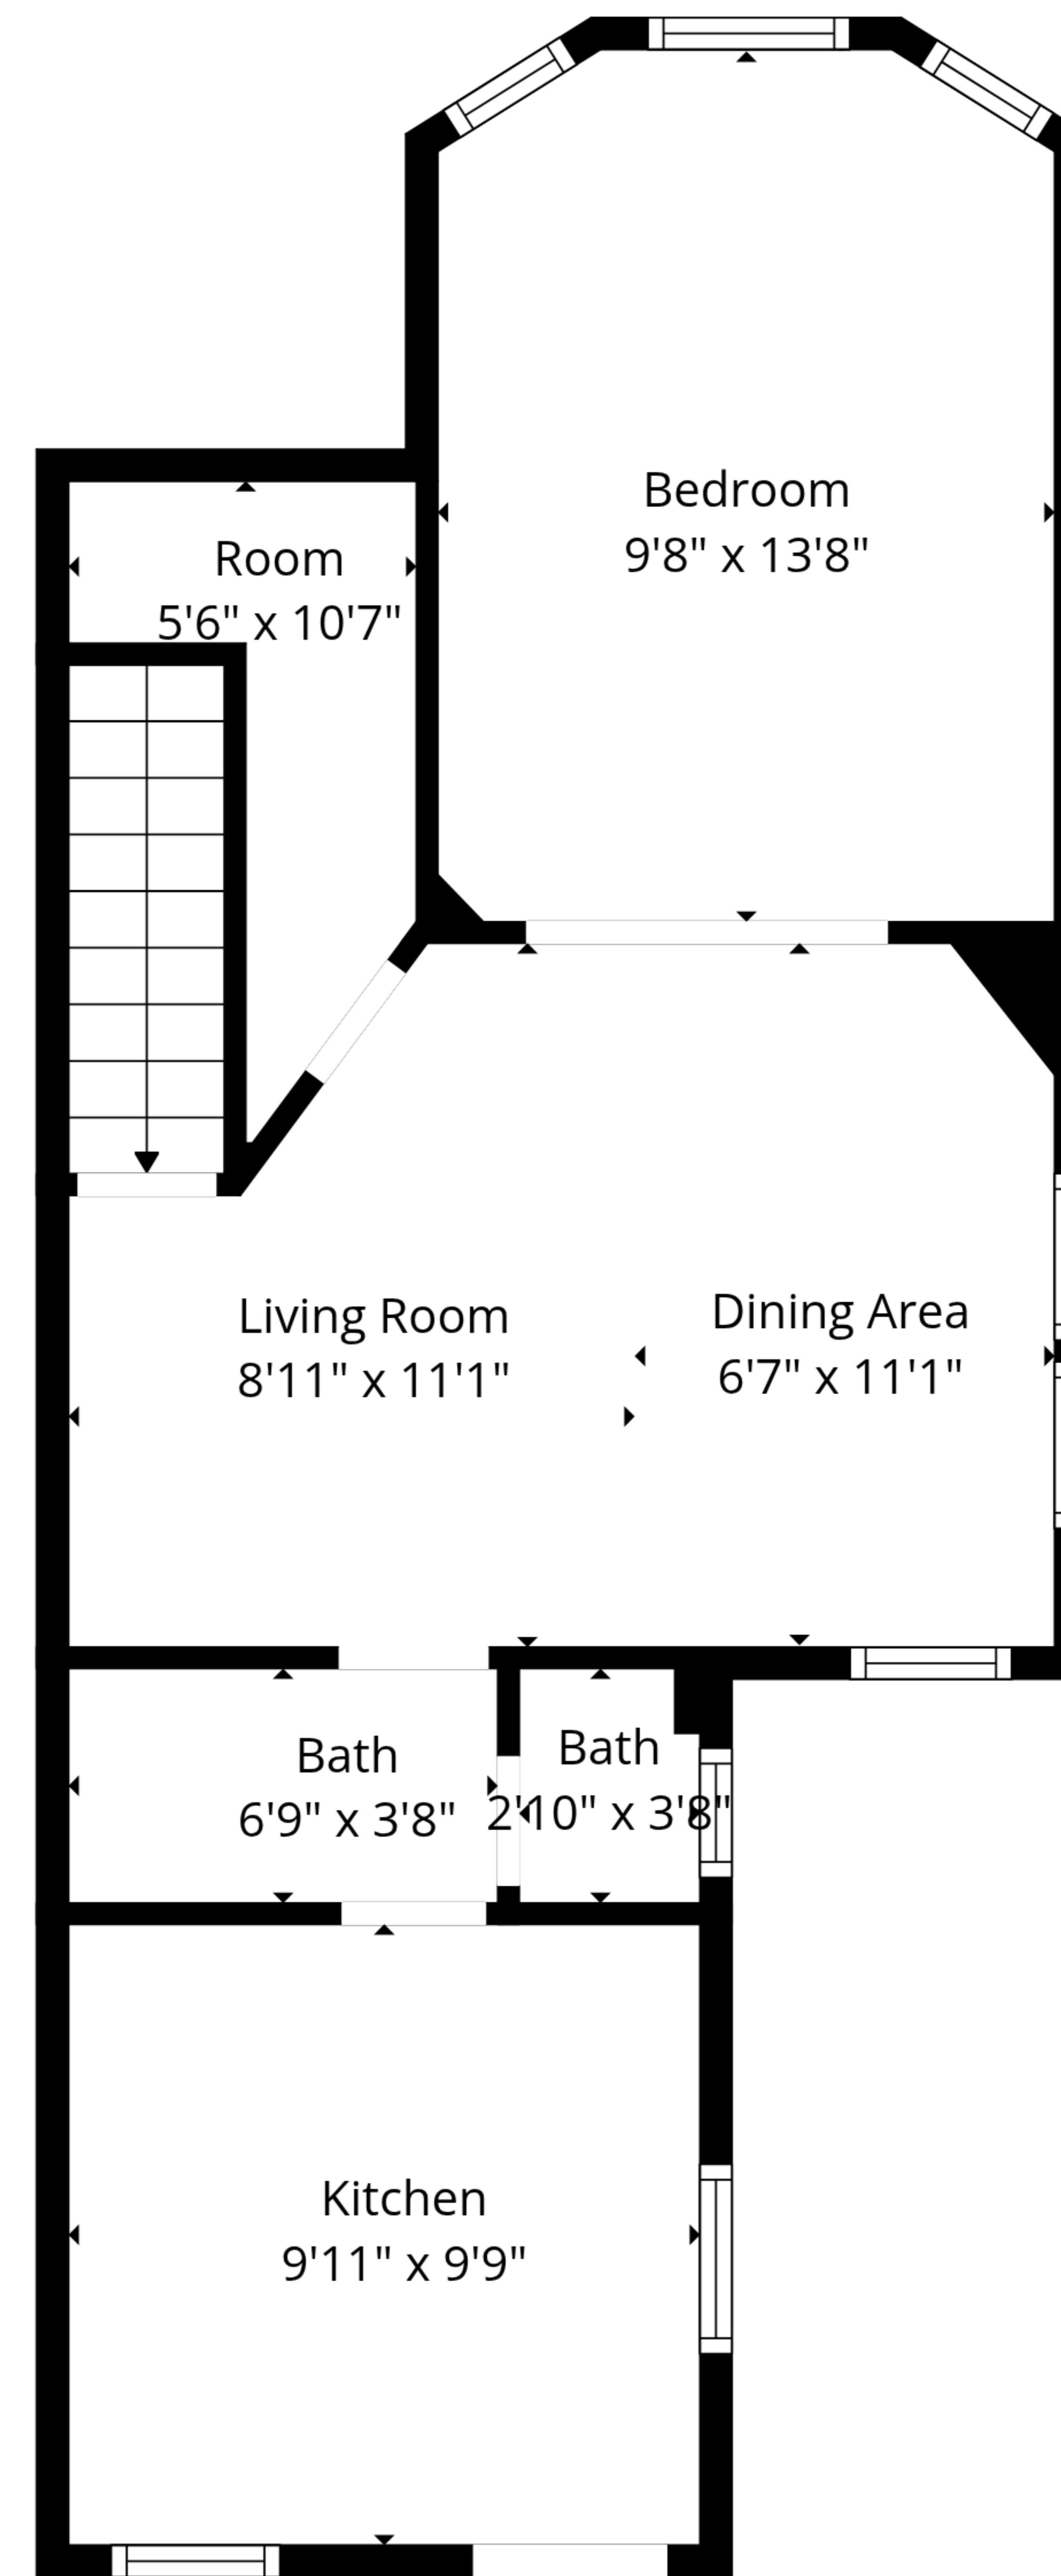 Bedroom
9'8" x 13'8"
Room
5'6" x 10'7"
Living Room
8'11" x 11'1"
Dining Area
6'7" x 11'1"
Bath
6'9" x 3'8"
Bath
2'10" x 3'8"
Kitchen
9'11" x 9'9"